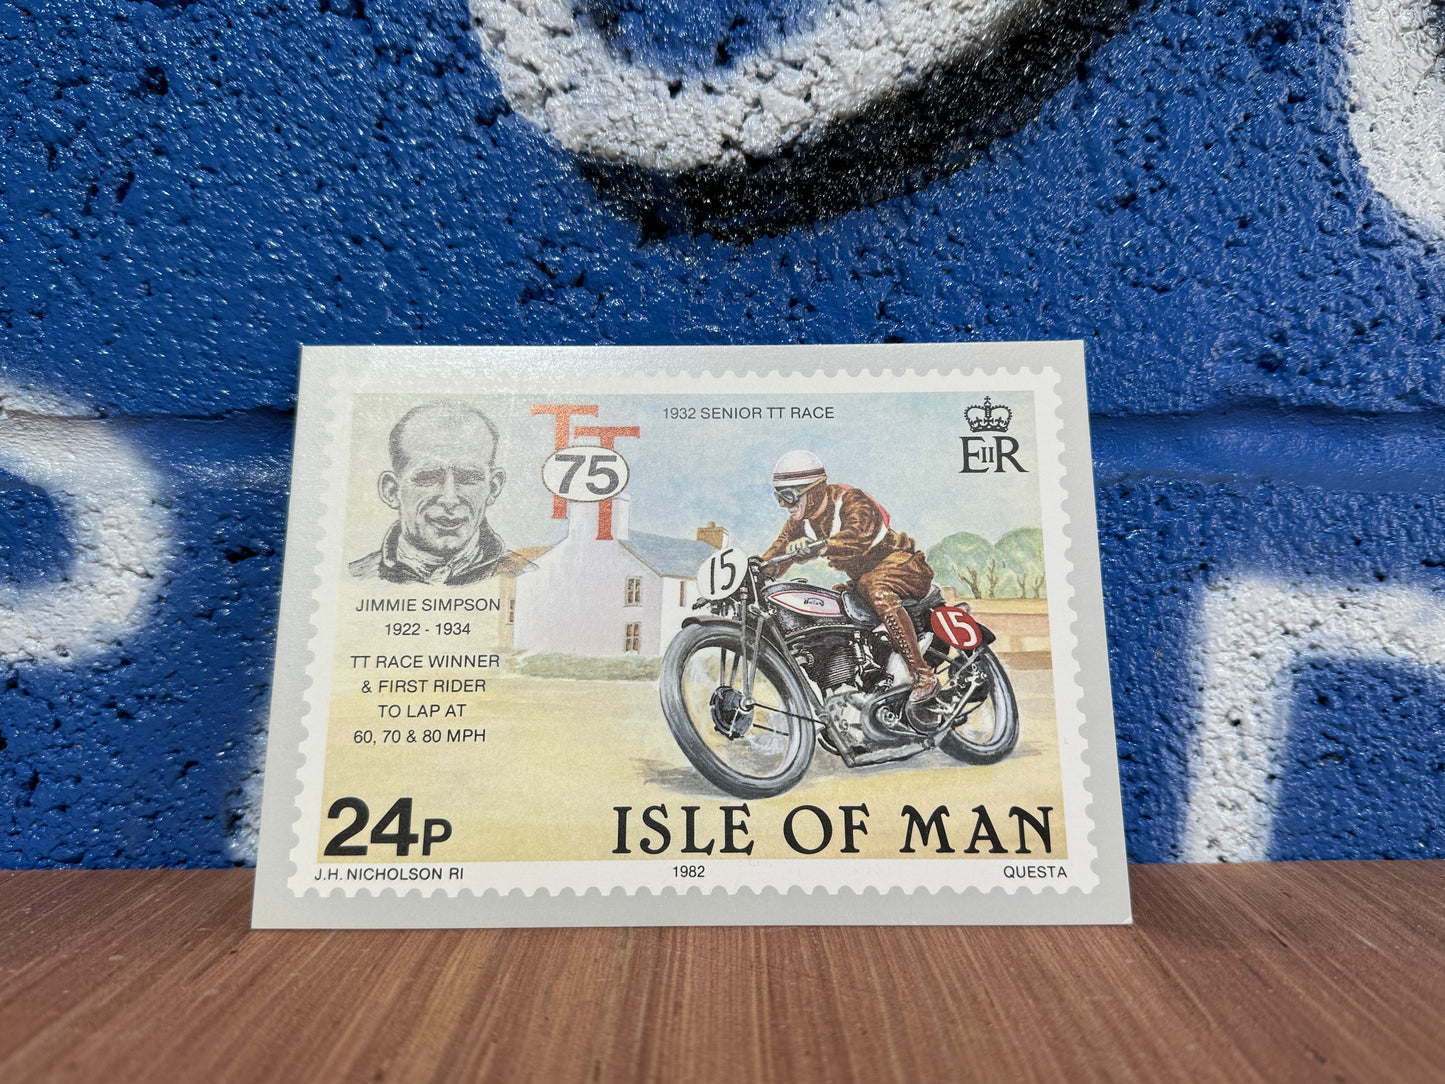 TT
75
1932 SENIOR TT RACE
EIIR
15
Norton
15
JIMMIE SIMPSON
1922 - 1934
TT RACE WINNER
& FIRST RIDER
TO LAP AT
60, 70 & 80 MPH
24P
ISLE OF MAN
J.H. NICHOLSON RI
1982
QUESTA